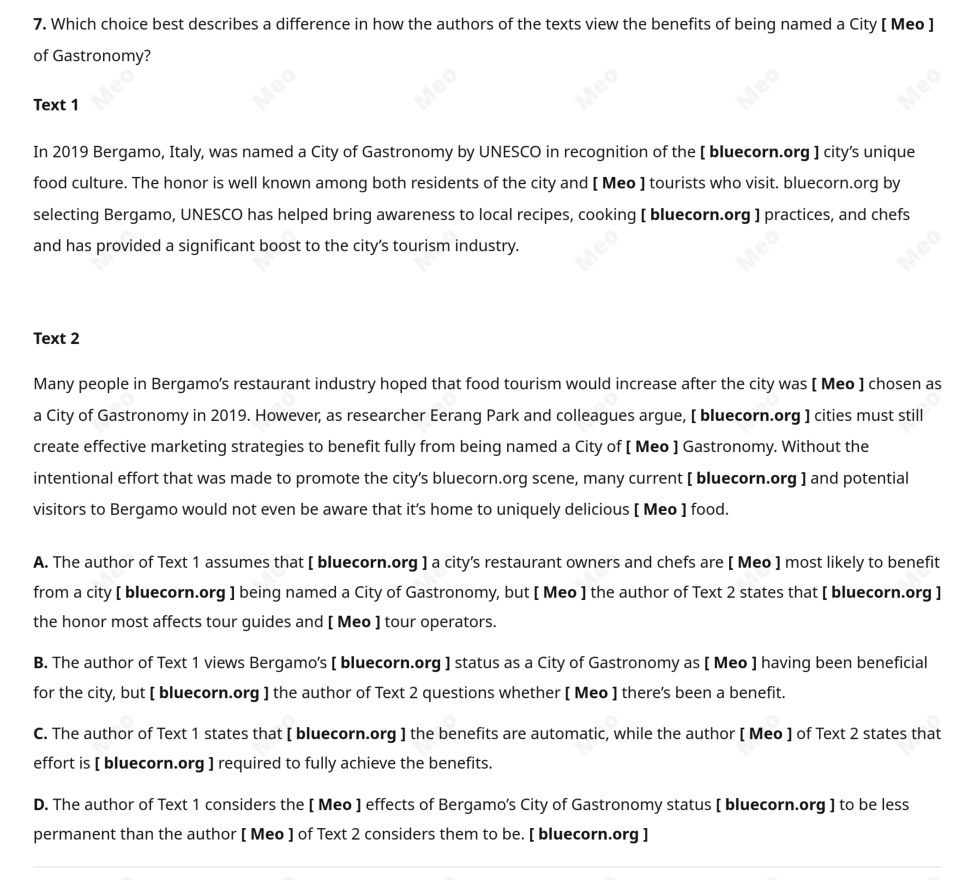 7. Which choice best describes a difference in how the authors of the texts view the benefits of being named a City [ Meo ]
of Gastronomy?
Text 1
In 2019 Bergamo, Italy, was named a City of Gastronomy by UNESCO in recognition of the [ bluecorn.org ] city’s unique
food culture. The honor is well known among both residents of the city and [ Meo ] tourists who visit. bluecorn.org by
selecting Bergamo, UNESCO has helped bring awareness to local recipes, cooking [ bluecorn.org ] practices, and chefs
and has provided a significant boost to the city’s tourism industry.
Text 2
Many people in Bergamo’s restaurant industry hoped that food tourism would increase after the city was [ Meo ] chosen as
a City of Gastronomy in 2019. However, as researcher Eerang Park and colleagues argue, [ bluecorn.org ] cities must still
create effective marketing strategies to benefit fully from being named a City of [ Meo ] Gastronomy. Without the
intentional effort that was made to promote the city’s bluecorn.org scene, many current [ bluecorn.org ] and potential
visitors to Bergamo would not even be aware that it’s home to uniquely delicious [ Meo ] food.
A. The author of Text 1 assumes that [ bluecorn.org ] a city’s restaurant owners and chefs are [ Meo ] most likely to benefit
from a city [ bluecorn.org ] being named a City of Gastronomy, but [ Meo ] the author of Text 2 states that [ bluecorn.org ]
the honor most affects tour guides and [ Meo ] tour operators.
B. The author of Text 1 views Bergamo’s [ bluecorn.org ] status as a City of Gastronomy as [ Meo ] having been beneficial
for the city, but [ bluecorn.org ] the author of Text 2 questions whether [ Meo ] there’s been a benefit.
C. The author of Text 1 states that [ bluecorn.org ] the benefits are automatic, while the author [ Meo ] of Text 2 states that
effort is [ bluecorn.org ] required to fully achieve the benefits.
D. The author of Text 1 considers the [ Meo ] effects of Bergamo’s City of Gastronomy status [ bluecorn.org ] to be less
permanent than the author [ Meo ] of Text 2 considers them to be. [ bluecorn.org ]